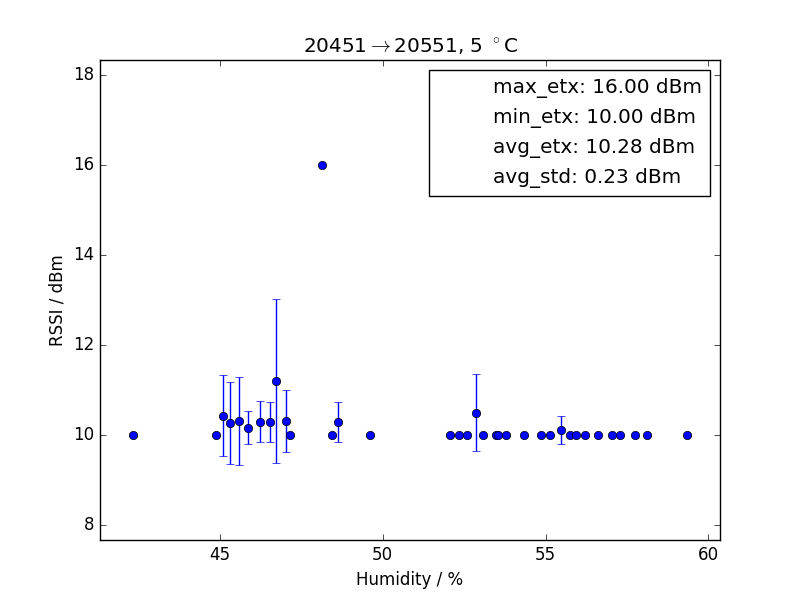 20451→20551, 5 °C
max_etx: 16.00 dBm
min_etx: 10.00 dBm
avg_etx: 10.28 dBm
avg_std: 0.23 dBm
RSSI / dBm
18
16
14
12
10
8
45 50 55 60
Humidity / %